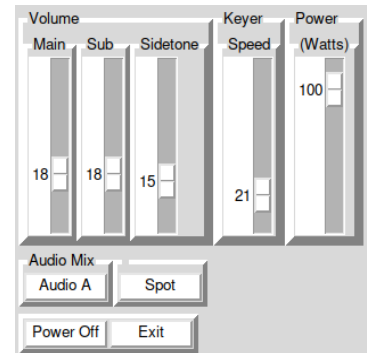 Volume Keyer Power
Main Sub Sidetone Speed (Watts)
100
18 18 15
21
Audio Mix
Audio A Spot
Power Off Exit